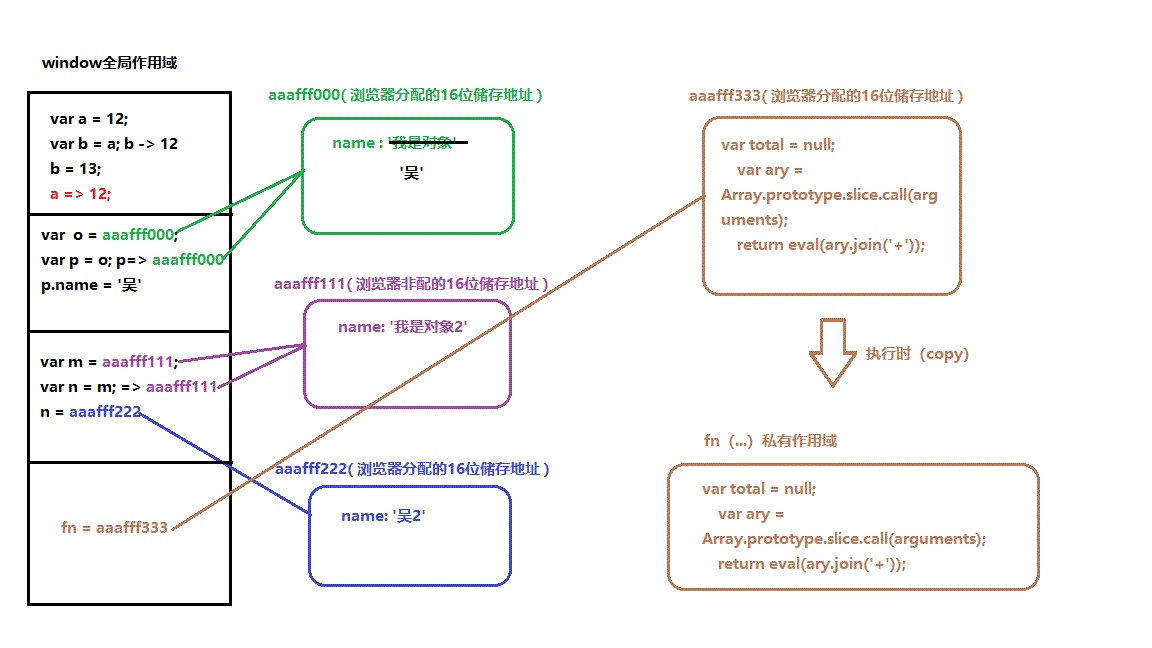 window全局作用域
var a = 12;
var b = a; b -> 12
b = 13;
a => 12;
var o = aaafff000;
var p = o; p=> aaafff000
p.name = '吴'
var m = aaafff111;
var n = m; => aaafff111
n = aaafff222
fn = aaafff333
aaafff000( 浏览器分配的16位储存地址 )
name : '我是对象'
'吴'
aaafff111( 浏览器非配的16位储存地址 )
name: '我是对象2'
aaafff222( 浏览器分配的16位储存地址 )
name: '吴2'
aaafff333( 浏览器分配的16位储存地址 )
var total = null;
var ary =
Array.prototype.slice.call(arg
uments);
return eval(ary.join('+'));
执行时（copy）
fn（...）私有作用域
var total = null;
var ary =
Array.prototype.slice.call(arguments);
return eval(ary.join('+'));